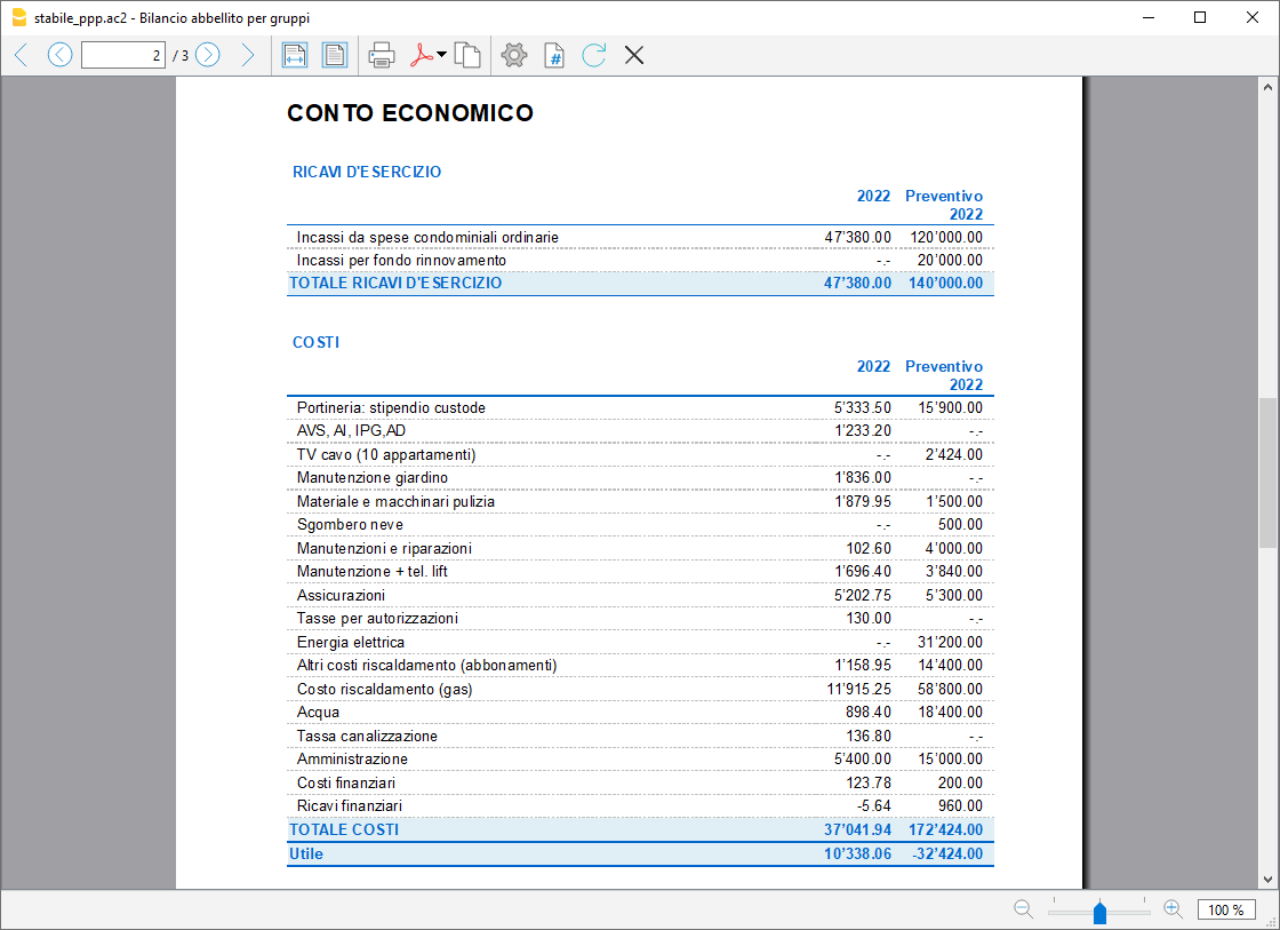 stabile_ppp.ac2 - Bilancio abbellito per gruppi
2 / 3
CONTO ECONOMICO
RICAVI D'ESERCIZIO
2022 Preventivo
2022
Incassi da spese condominiali ordinarie 47'380.00 120'000.00
Incassi per fondo rinnovamento -.- 20'000.00
TOTALE RICAVI D'ESERCIZIO 47'380.00 140'000.00
COSTI
2022 Preventivo
2022
Portineria: stipendio custode 5'333.50 15'900.00
AVS, AI, IPG,AD 1'233.20 -.-
TV cavo (10 appartamenti) -.- 2'424.00
Manutenzione giardino 1'836.00 -.-
Materiale e macchinari pulizia 1'879.95 1'500.00
Sgombero neve -.- 500.00
Manutenzioni e riparazioni 102.60 4'000.00
Manutenzione + tel. lift 1'696.40 3'840.00
Assicurazioni 5'202.75 5'300.00
Tasse per autorizzazioni 130.00 -.-
Energia elettrica -.- 31'200.00
Altri costi riscaldamento (abbonamenti) 1'158.95 14'400.00
Costo riscaldamento (gas) 11'915.25 58'800.00
Acqua 898.40 18'400.00
Tassa canalizzazione 136.80 -.-
Amministrazione 5'400.00 15'000.00
Costi finanziari 123.78 200.00
Ricavi finanziari -5.64 960.00
TOTALE COSTI 37'041.94 172'424.00
Utile 10'338.06 -32'424.00
100 %